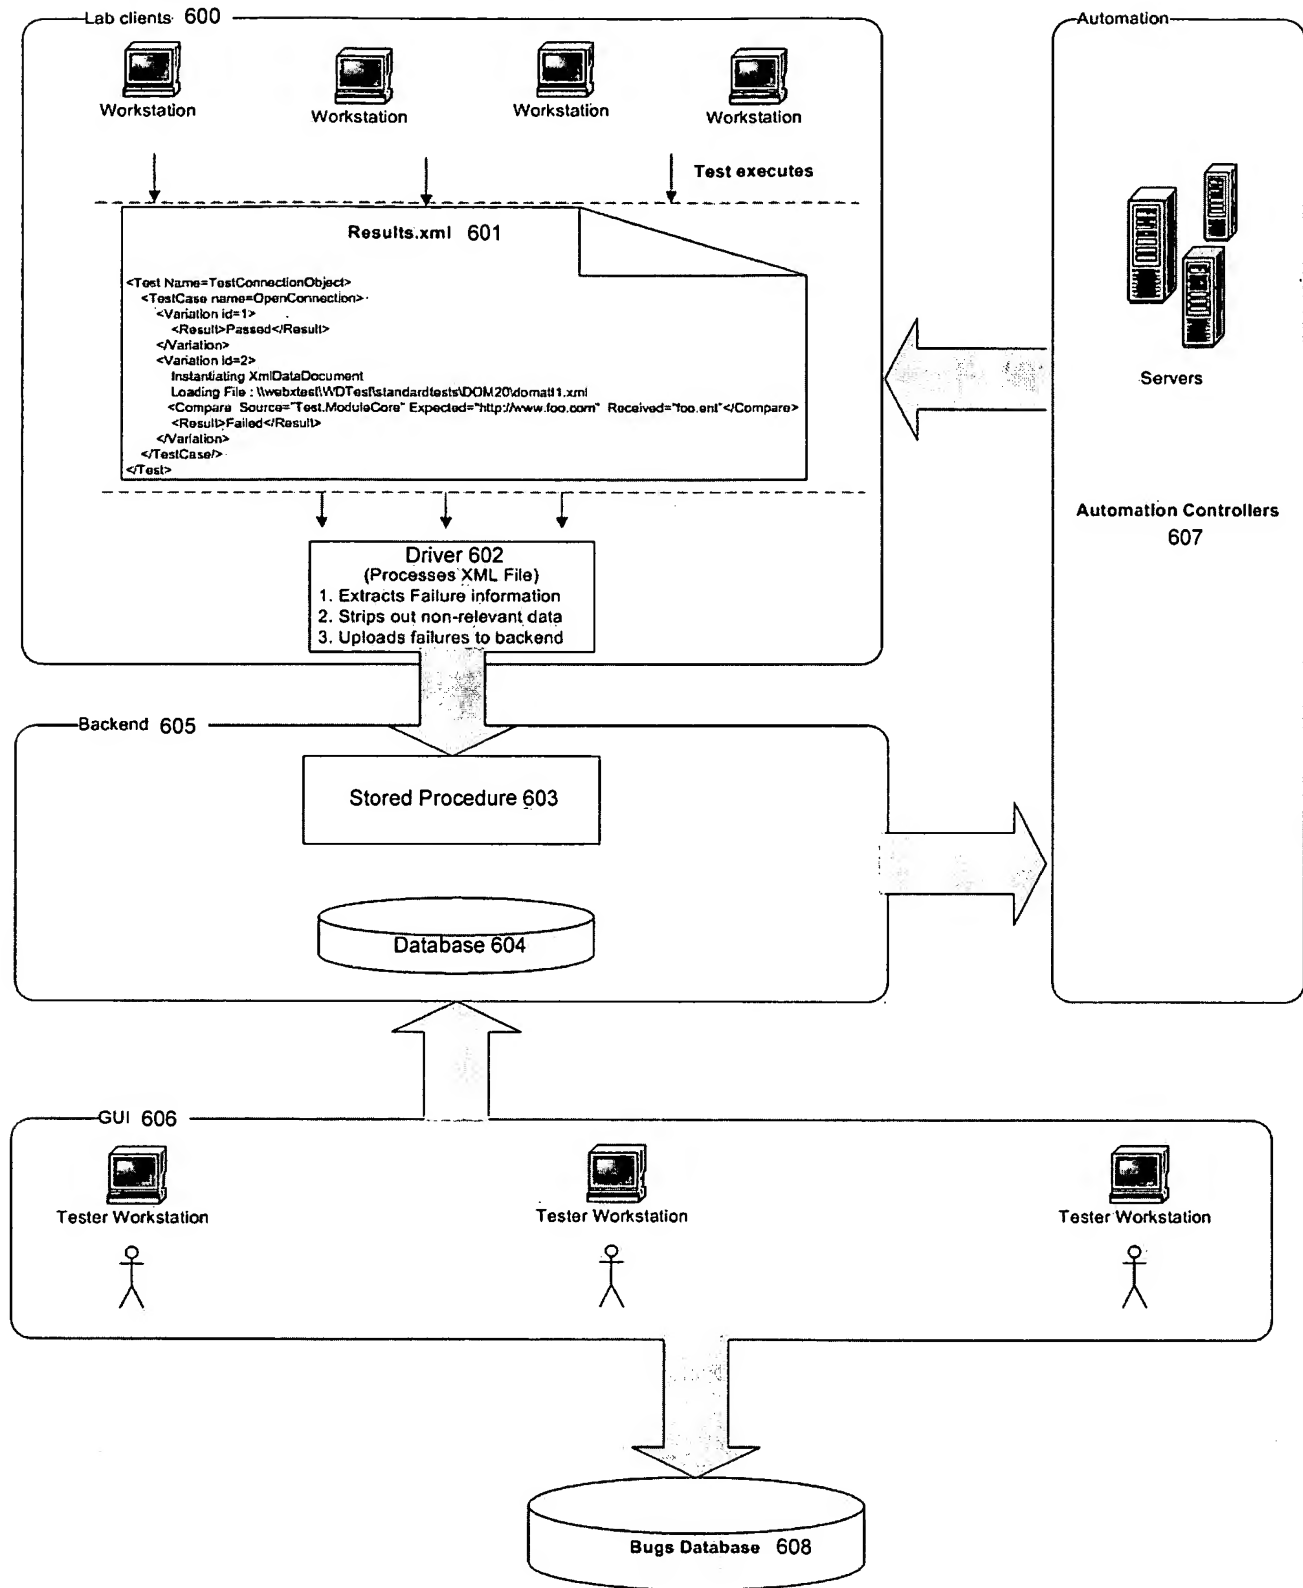 Lab clients 600
Automation
Workstation
Workstation
Workstation
Workstation
Test executes
Results.xml 601
<Test Name=TestConnectionObject>
<TestCase name=OpenConnection>
<Variation id=1>
<Result>Passed</Result>
</Variation>
<Variation id=2>
Instantiating XmlDataDocument
Loading File : \\webxtest\WDTest\standardtests\DOM20\domatt1.xml
<Compare Source="Test.ModuleCore" Expected="http://www.foo.com" Received="foo.ent"</Compare>
<Result>Failed</Result>
</Variation>
</TestCase/>
</Test>
Servers
Automation Controllers
607
Driver 602
(Processes XML File)
1. Extracts Failure information
2. Strips out non-relevant data
3. Uploads failures to backend
Backend 605
Stored Procedure 603
Database 604
GUI 606
Tester Workstation
Tester Workstation
Tester Workstation
Bugs Database 608